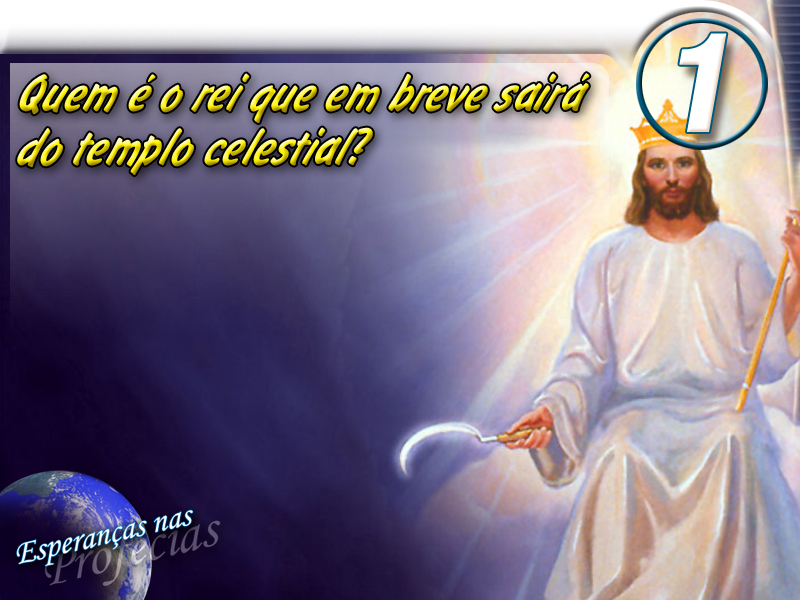 1
Quem é o rei que em breve sairá
do templo celestial?
Esperanças nas
Profecias